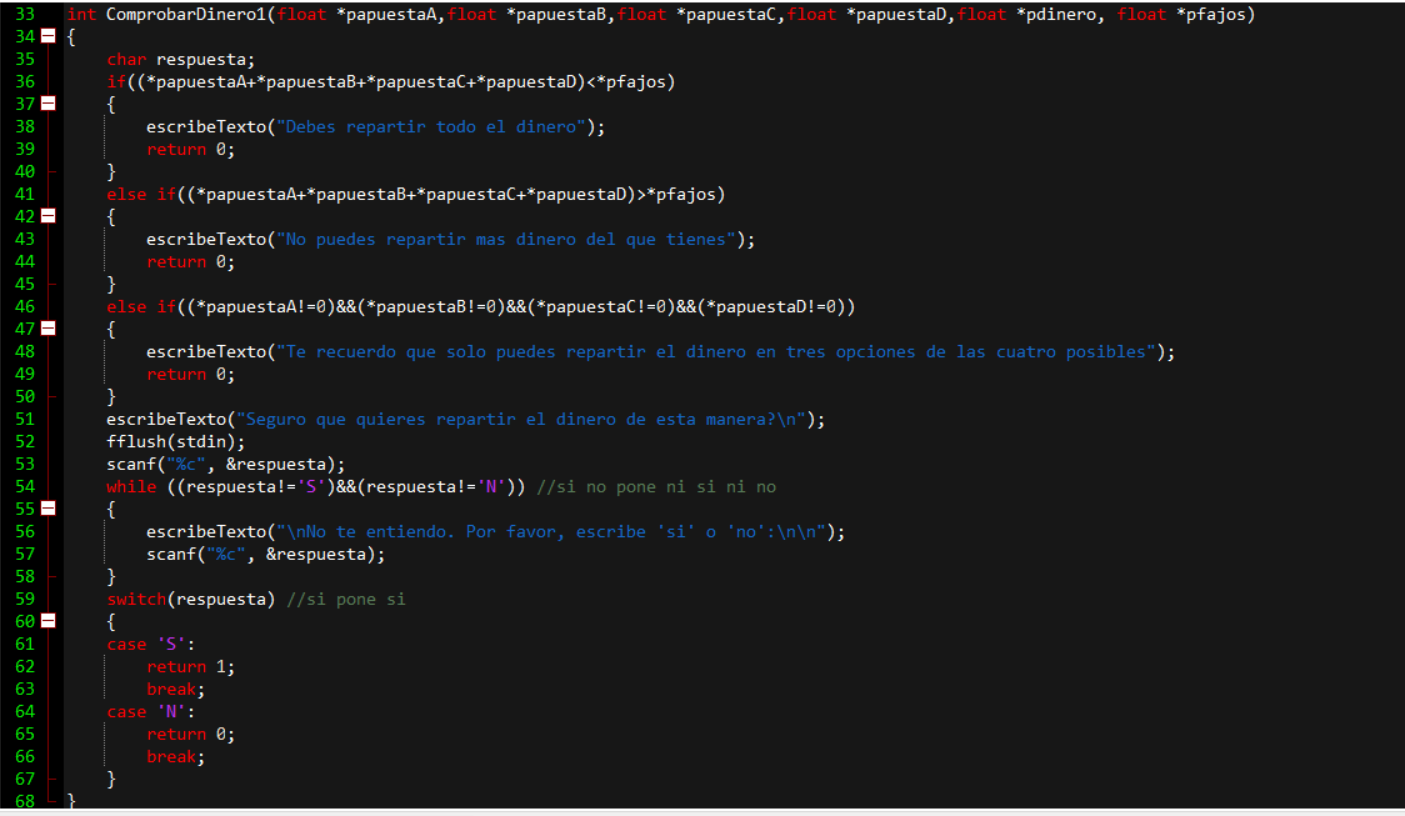 33 int ComprobarDinero1(float *papuestaA,float *papuestaB,float *papuestaC,float *papuestaD,float *pdinero, float *pfajos)
34 {
35     char respuesta;
36     if((*papuestaA+*papuestaB+*papuestaC+*papuestaD)<*pfajos)
37     {
38         escribeTexto("Debes repartir todo el dinero");
39         return 0;
40     }
41     else if((*papuestaA+*papuestaB+*papuestaC+*papuestaD)>*pfajos)
42     {
43         escribeTexto("No puedes repartir mas dinero del que tienes");
44         return 0;
45     }
46     else if((*papuestaA!=0)&&(*papuestaB!=0)&&(*papuestaC!=0)&&(*papuestaD!=0))
47     {
48         escribeTexto("Te recuerdo que solo puedes repartir el dinero en tres opciones de las cuatro posibles");
49         return 0;
50     }
51     escribeTexto("Seguro que quieres repartir el dinero de esta manera?\n");
52     fflush(stdin);
53     scanf("%c", &respuesta);
54     while ((respuesta!='S')&&(respuesta!='N')) //si no pone ni si ni no
55     {
56         escribeTexto("\nNo te entiendo. Por favor, escribe 'si' o 'no':\n\n");
57         scanf("%c", &respuesta);
58     }
59     switch(respuesta) //si pone si
60     {
61     case 'S':
62         return 1;
63         break;
64     case 'N':
65         return 0;
66         break;
67     }
68 }